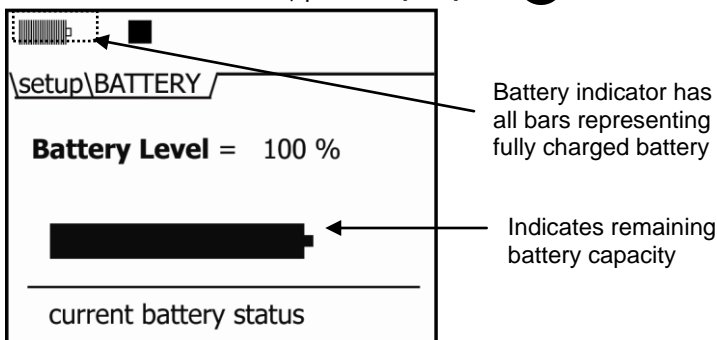 \setup\BATTERY
Battery Level = 100 %
current battery status
Battery indicator has
all bars representing
fully charged battery
Indicates remaining
battery capacity